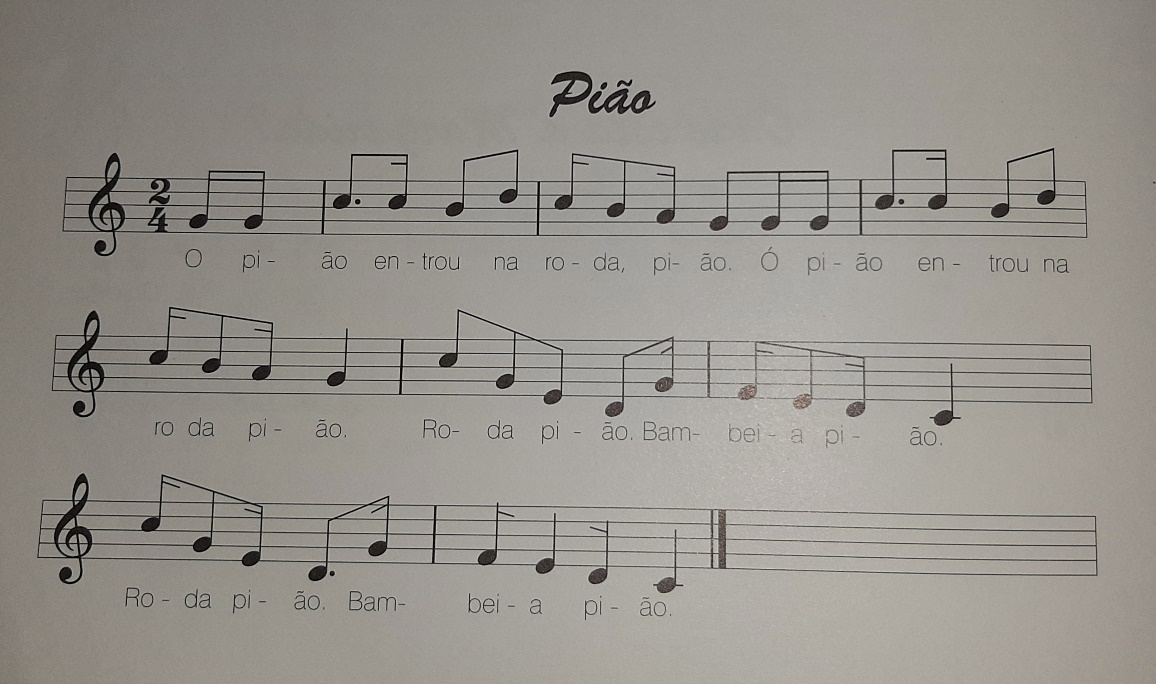 Pião
2
4
O pi - ão en - trou na ro - da, pi- ão. Ó pi - ão en - trou na
ro da pi - ão. Ro- da pi - ão. Bam- bei - a pi - ão.
Ro - da pi - ão. Bam- bei - a pi - ão.